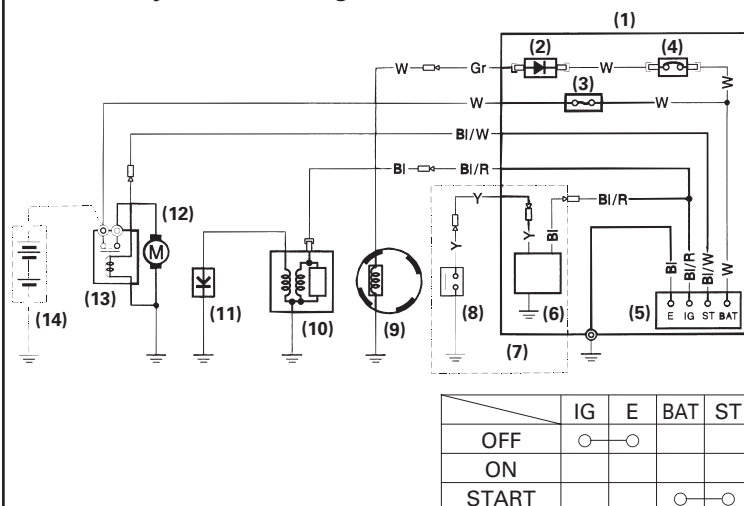 (1)
(2) (4)
W Gr W
(3) W
W W
Bl/W
Bl Bl/R
Y Bl/R
(12)
Y Y Bl Bl Bl/R Bl/W W
M
(13) (11) (10) (9) (8) (6) (5) E IG ST BAT
(14)
(7)
IG E BAT ST
OFF
ON
START